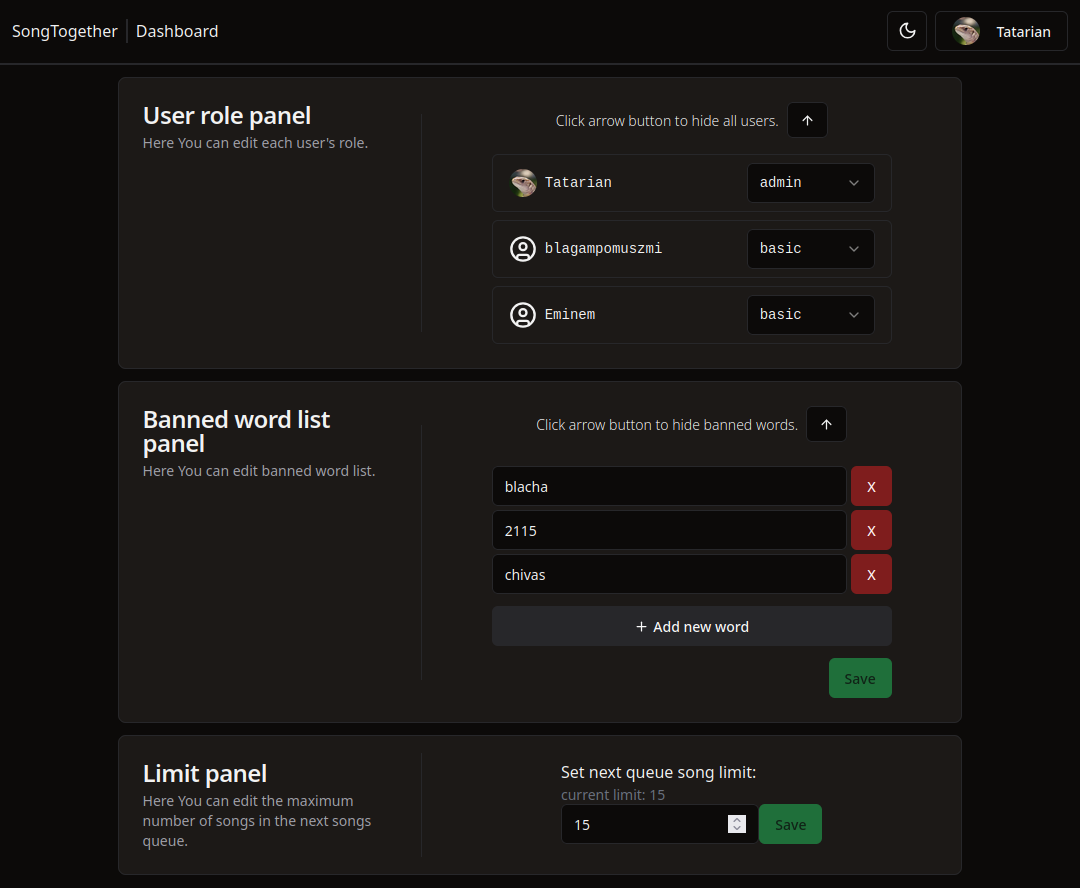 SongTogether Dashboard Tatarian
User role panel
Here You can edit each user's role.
Click arrow button to hide all users.
Tatarian admin
blagampomuszmi basic
Eminem basic
Banned word list
panel
Here You can edit banned word list.
Click arrow button to hide banned words.
blacha X
2115 X
chivas X
+ Add new word
Save
Limit panel
Here You can edit the maximum
number of songs in the next songs
queue.
Set next queue song limit:
current limit: 15
15 Save